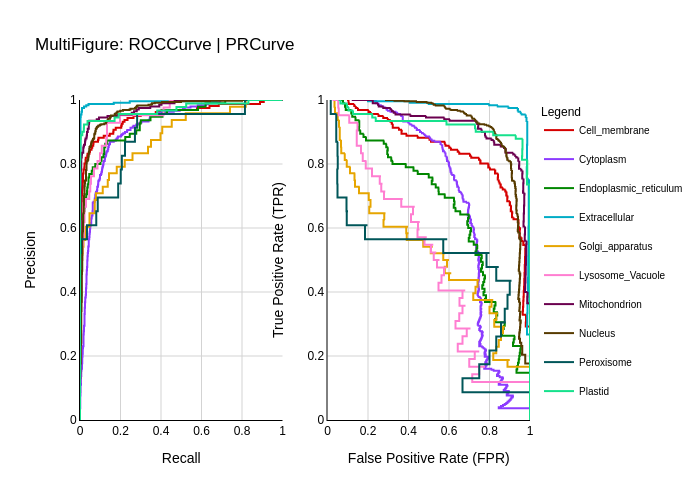 MultiFigure: ROCCurve | PRCurve
Precision
1
0.8
0.6
0.4
0.2
0
0 0.2 0.4 0.6 0.8 1
Recall
True Positive Rate (TPR)
1
0.8
0.6
0.4
0.2
0
0 0.2 0.4 0.6 0.8 1
False Positive Rate (FPR)
Legend
Cell_membrane
Cytoplasm
Endoplasmic_reticulum
Extracellular
Golgi_apparatus
Lysosome_Vacuole
Mitochondrion
Nucleus
Peroxisome
Plastid